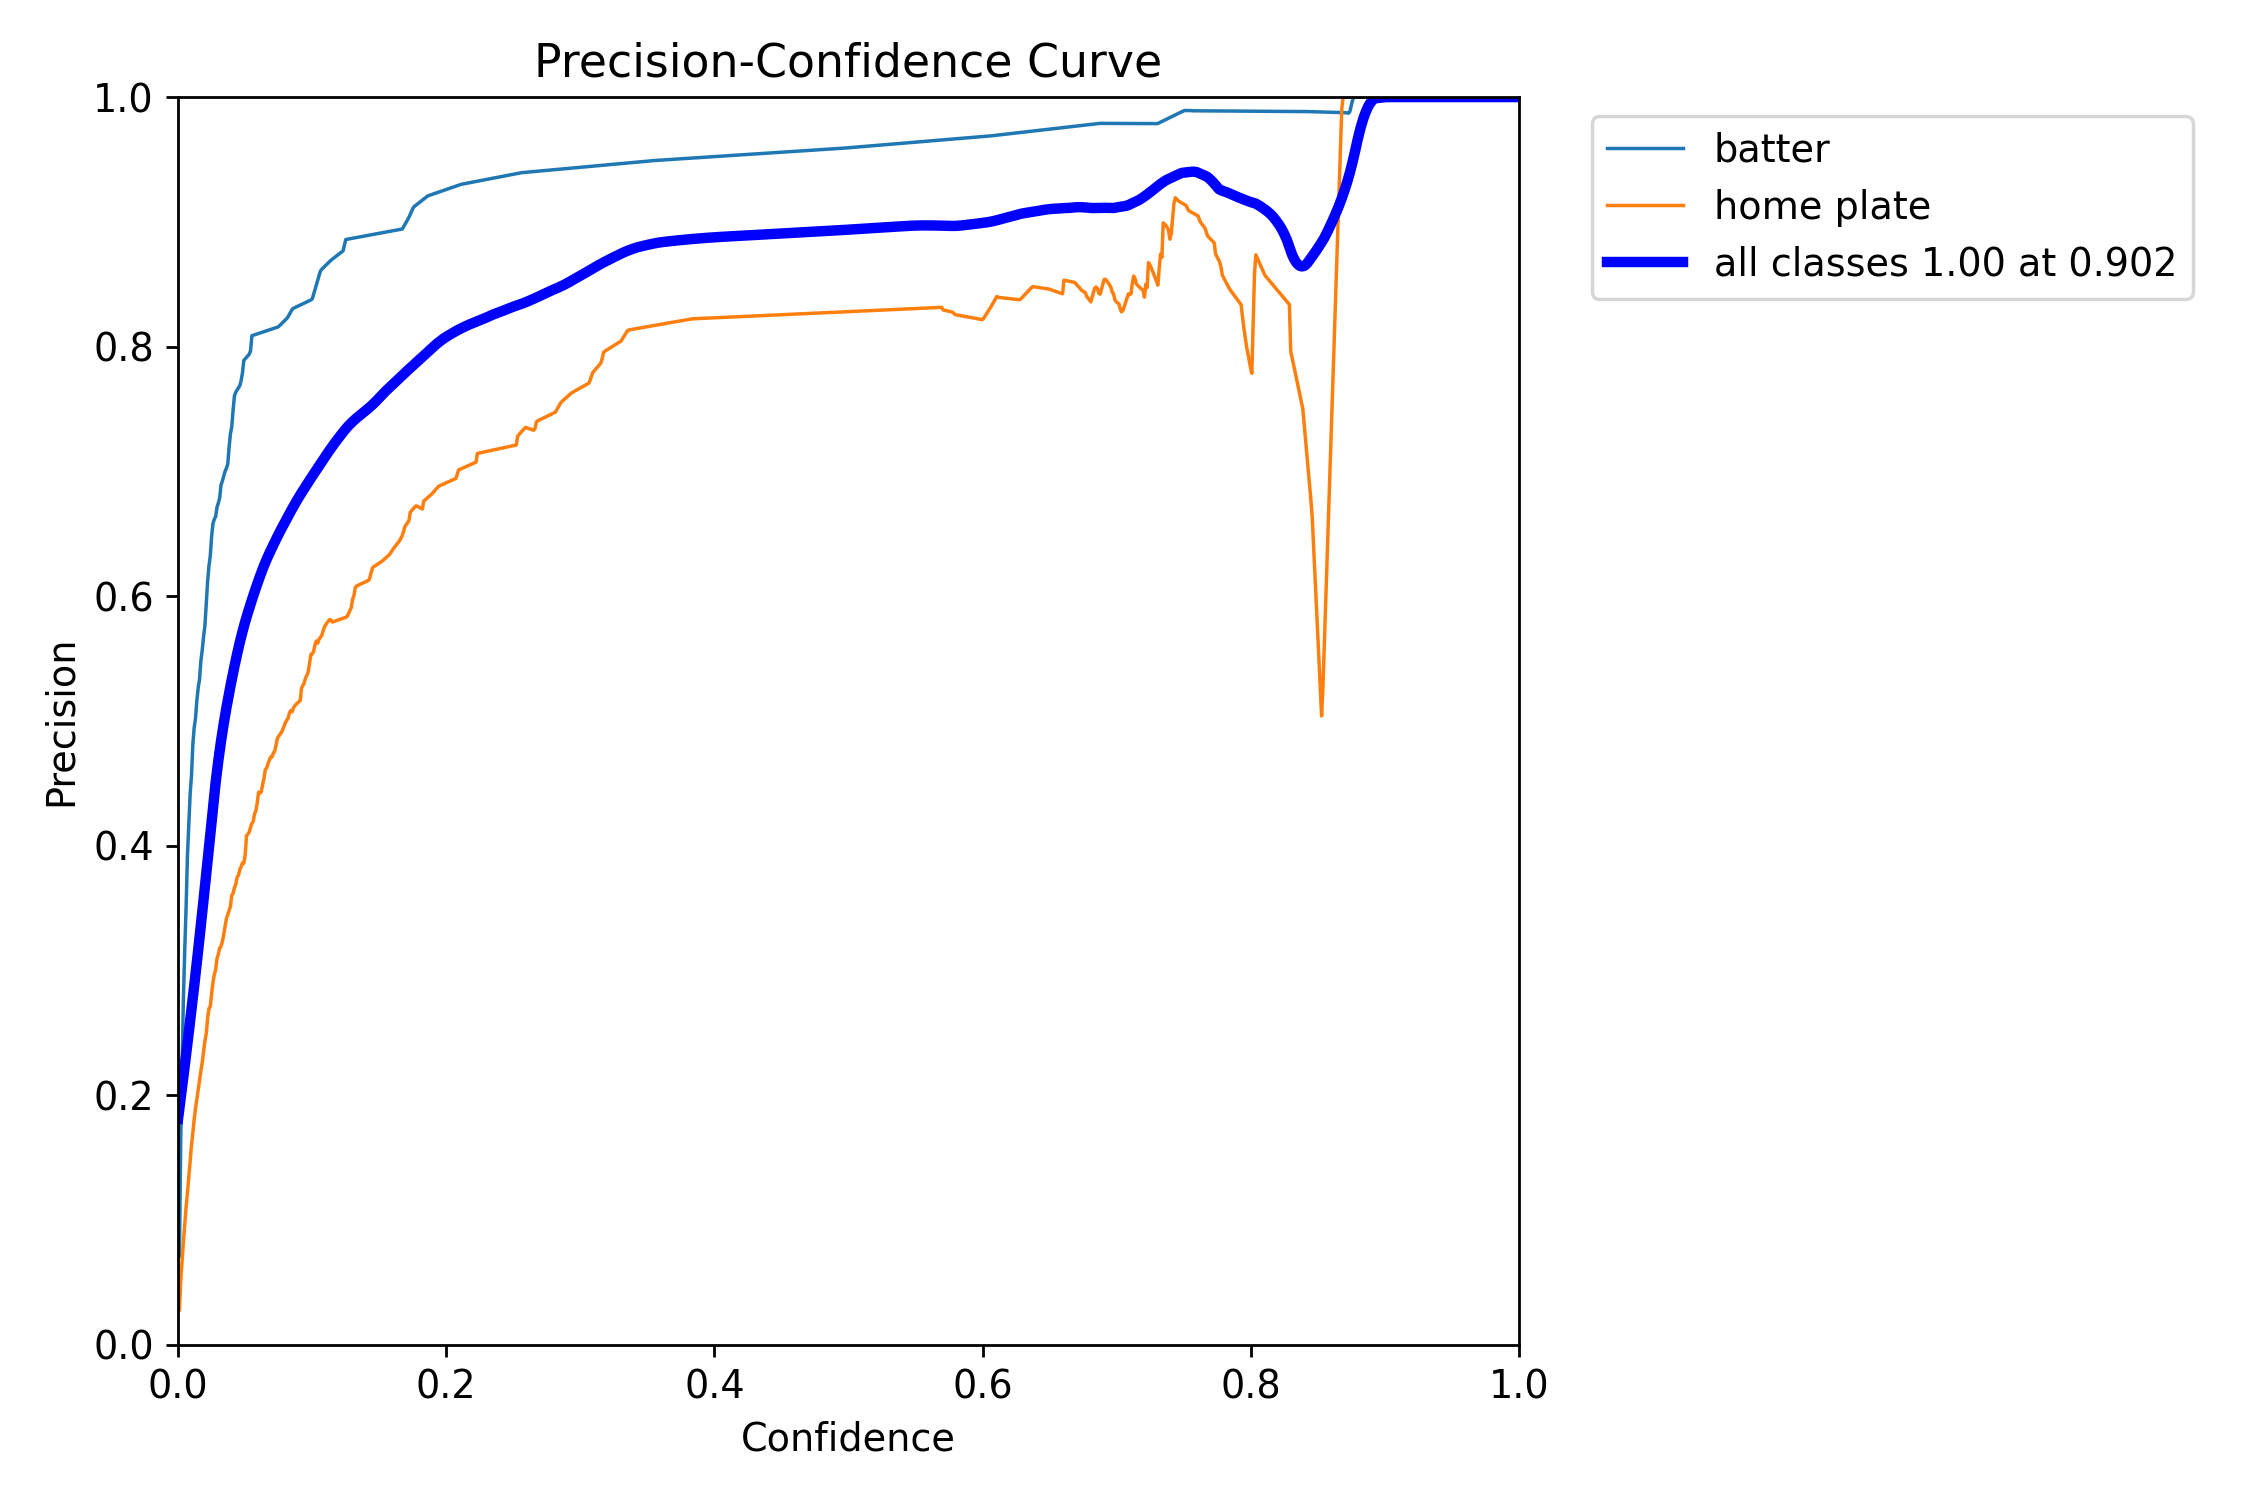 Precision-Confidence Curve
1.0
0.8
0.6
0.4
0.2
0.0
Precision
0.0 0.2 0.4 0.6 0.8 1.0
Confidence
batter
home plate
all classes 1.00 at 0.902